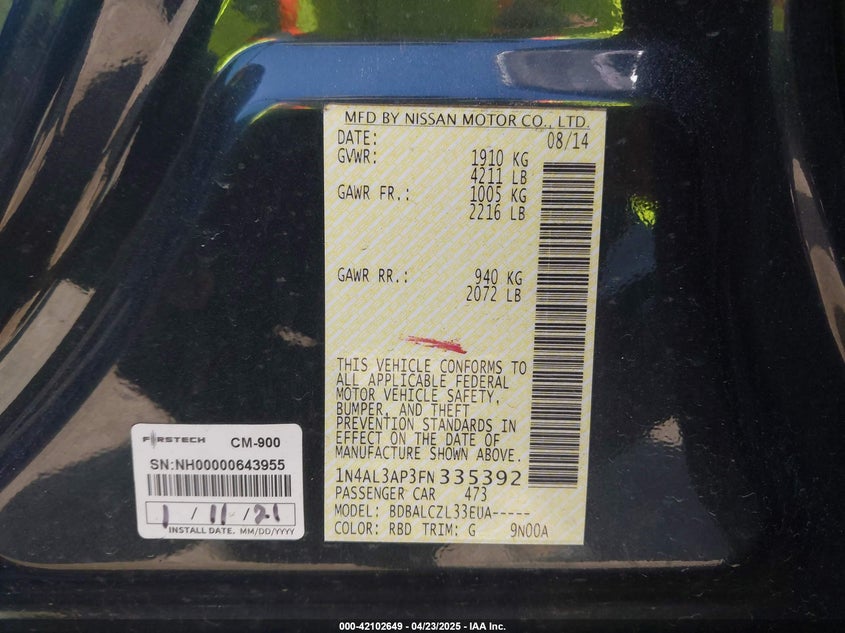 MFD BY NISSAN MOTOR CO., LTD.
DATE: 08/14
GVWR: 1910 KG
4211 LB
GAWR FR.: 1005 KG
2216 LB
GAWR RR.: 940 KG
2072 LB
THIS VEHICLE CONFORMS TO
ALL APPLICABLE FEDERAL
MOTOR VEHICLE SAFETY,
BUMPER, AND THEFT
PREVENTION STANDARDS IN
EFFECT ON THE DATE OF
MANUFACTURE SHOWN ABOVE.
1N4AL3AP3FN335392
PASSENGER CAR 473
MODEL: BDBALCZL33EUA-----
COLOR: RBD TRIM: G 9N00A
FIRSTECH CM-900
SN:NH00000643955
1 / 11 / 21
INSTALL DATE. MM/DD/YYYY
000-42102649 - 04/23/2025 - IAA Inc.